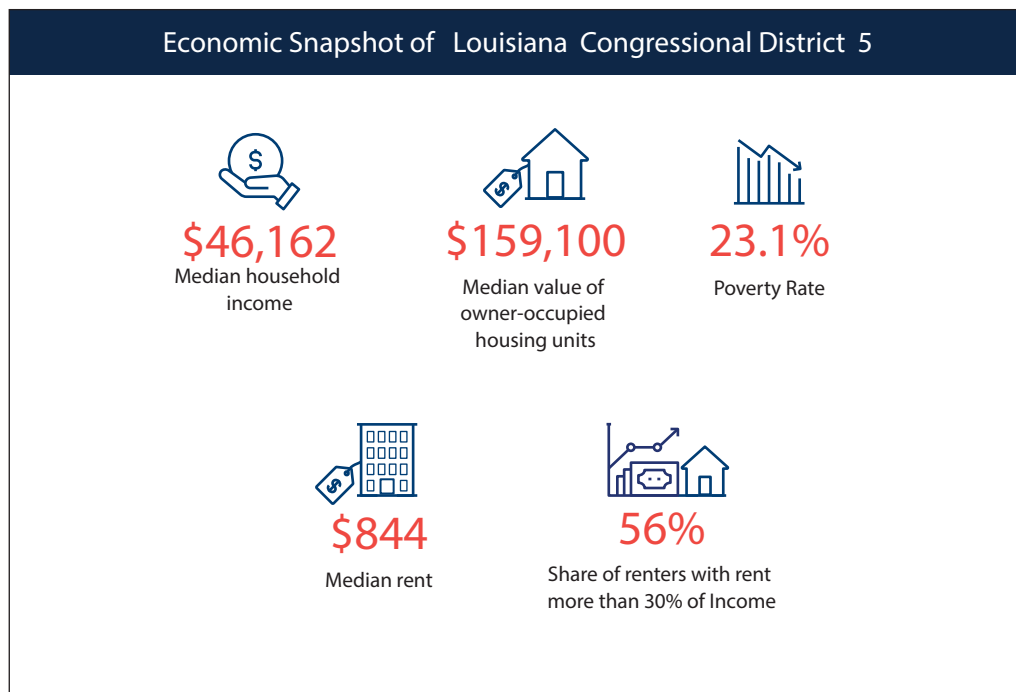 Economic Snapshot of Louisiana Congressional District 5
$
$
$46,162
Median household
income
$159,100
Median value of
owner-occupied
housing units
23.1%
Poverty Rate
$
$844
Median rent
56%
Share of renters with rent
more than 30% of Income